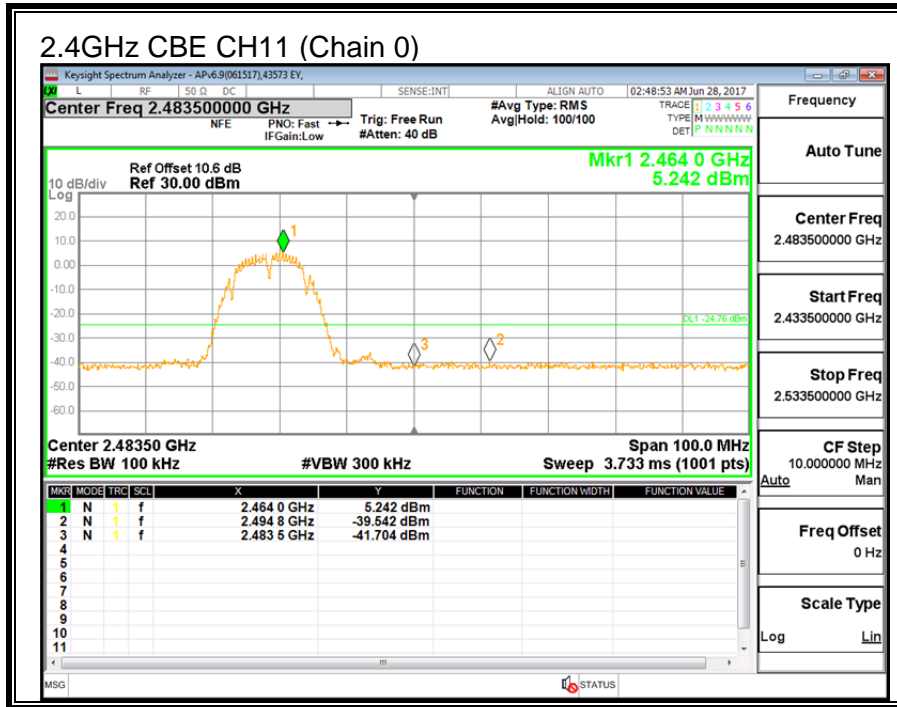 2.4GHz CBE CH11 (Chain 0)
Keysight Spectrum Analyzer - APv6.9(061517),43573 EY,
LXI L RF 50 Ω DC SENSE:INT ALIGN AUTO 02:48:53 AM Jun 28, 2017
Center Freq 2.483500000 GHz
NFE
PNO: Fast
IFGain:Low
Trig: Free Run
#Atten: 40 dB
#Avg Type: RMS
Avg|Hold: 100/100
TRACE 1 2 3 4 5 6
TYPE M WWWWW
DET P N N N N N
Mkr1 2.464 0 GHz
5.242 dBm
Ref Offset 10.6 dB
Ref 30.00 dBm
10 dB/div
Log
20.0
10.0
0.00
-10.0
-20.0
-30.0
-40.0
-50.0
-60.0
1
2
3
DL1 -24.76 dBm
Center 2.48350 GHz
Span 100.0 MHz
#Res BW 100 kHz
#VBW 300 kHz
Sweep 3.733 ms (1001 pts)
MKR MODE TRC SCL X Y FUNCTION FUNCTION WIDTH FUNCTION VALUE
1 N 1 f 2.464 0 GHz 5.242 dBm
2 N 1 f 2.494 8 GHz -39.542 dBm
3 N 1 f 2.483 5 GHz -41.704 dBm
4
5
6
7
8
9
10
11
MSG
STATUS
Frequency
Auto Tune
Center Freq
2.483500000 GHz
Start Freq
2.433500000 GHz
Stop Freq
2.533500000 GHz
CF Step
10.000000 MHz
Auto Man
Freq Offset
0 Hz
Scale Type
Log Lin